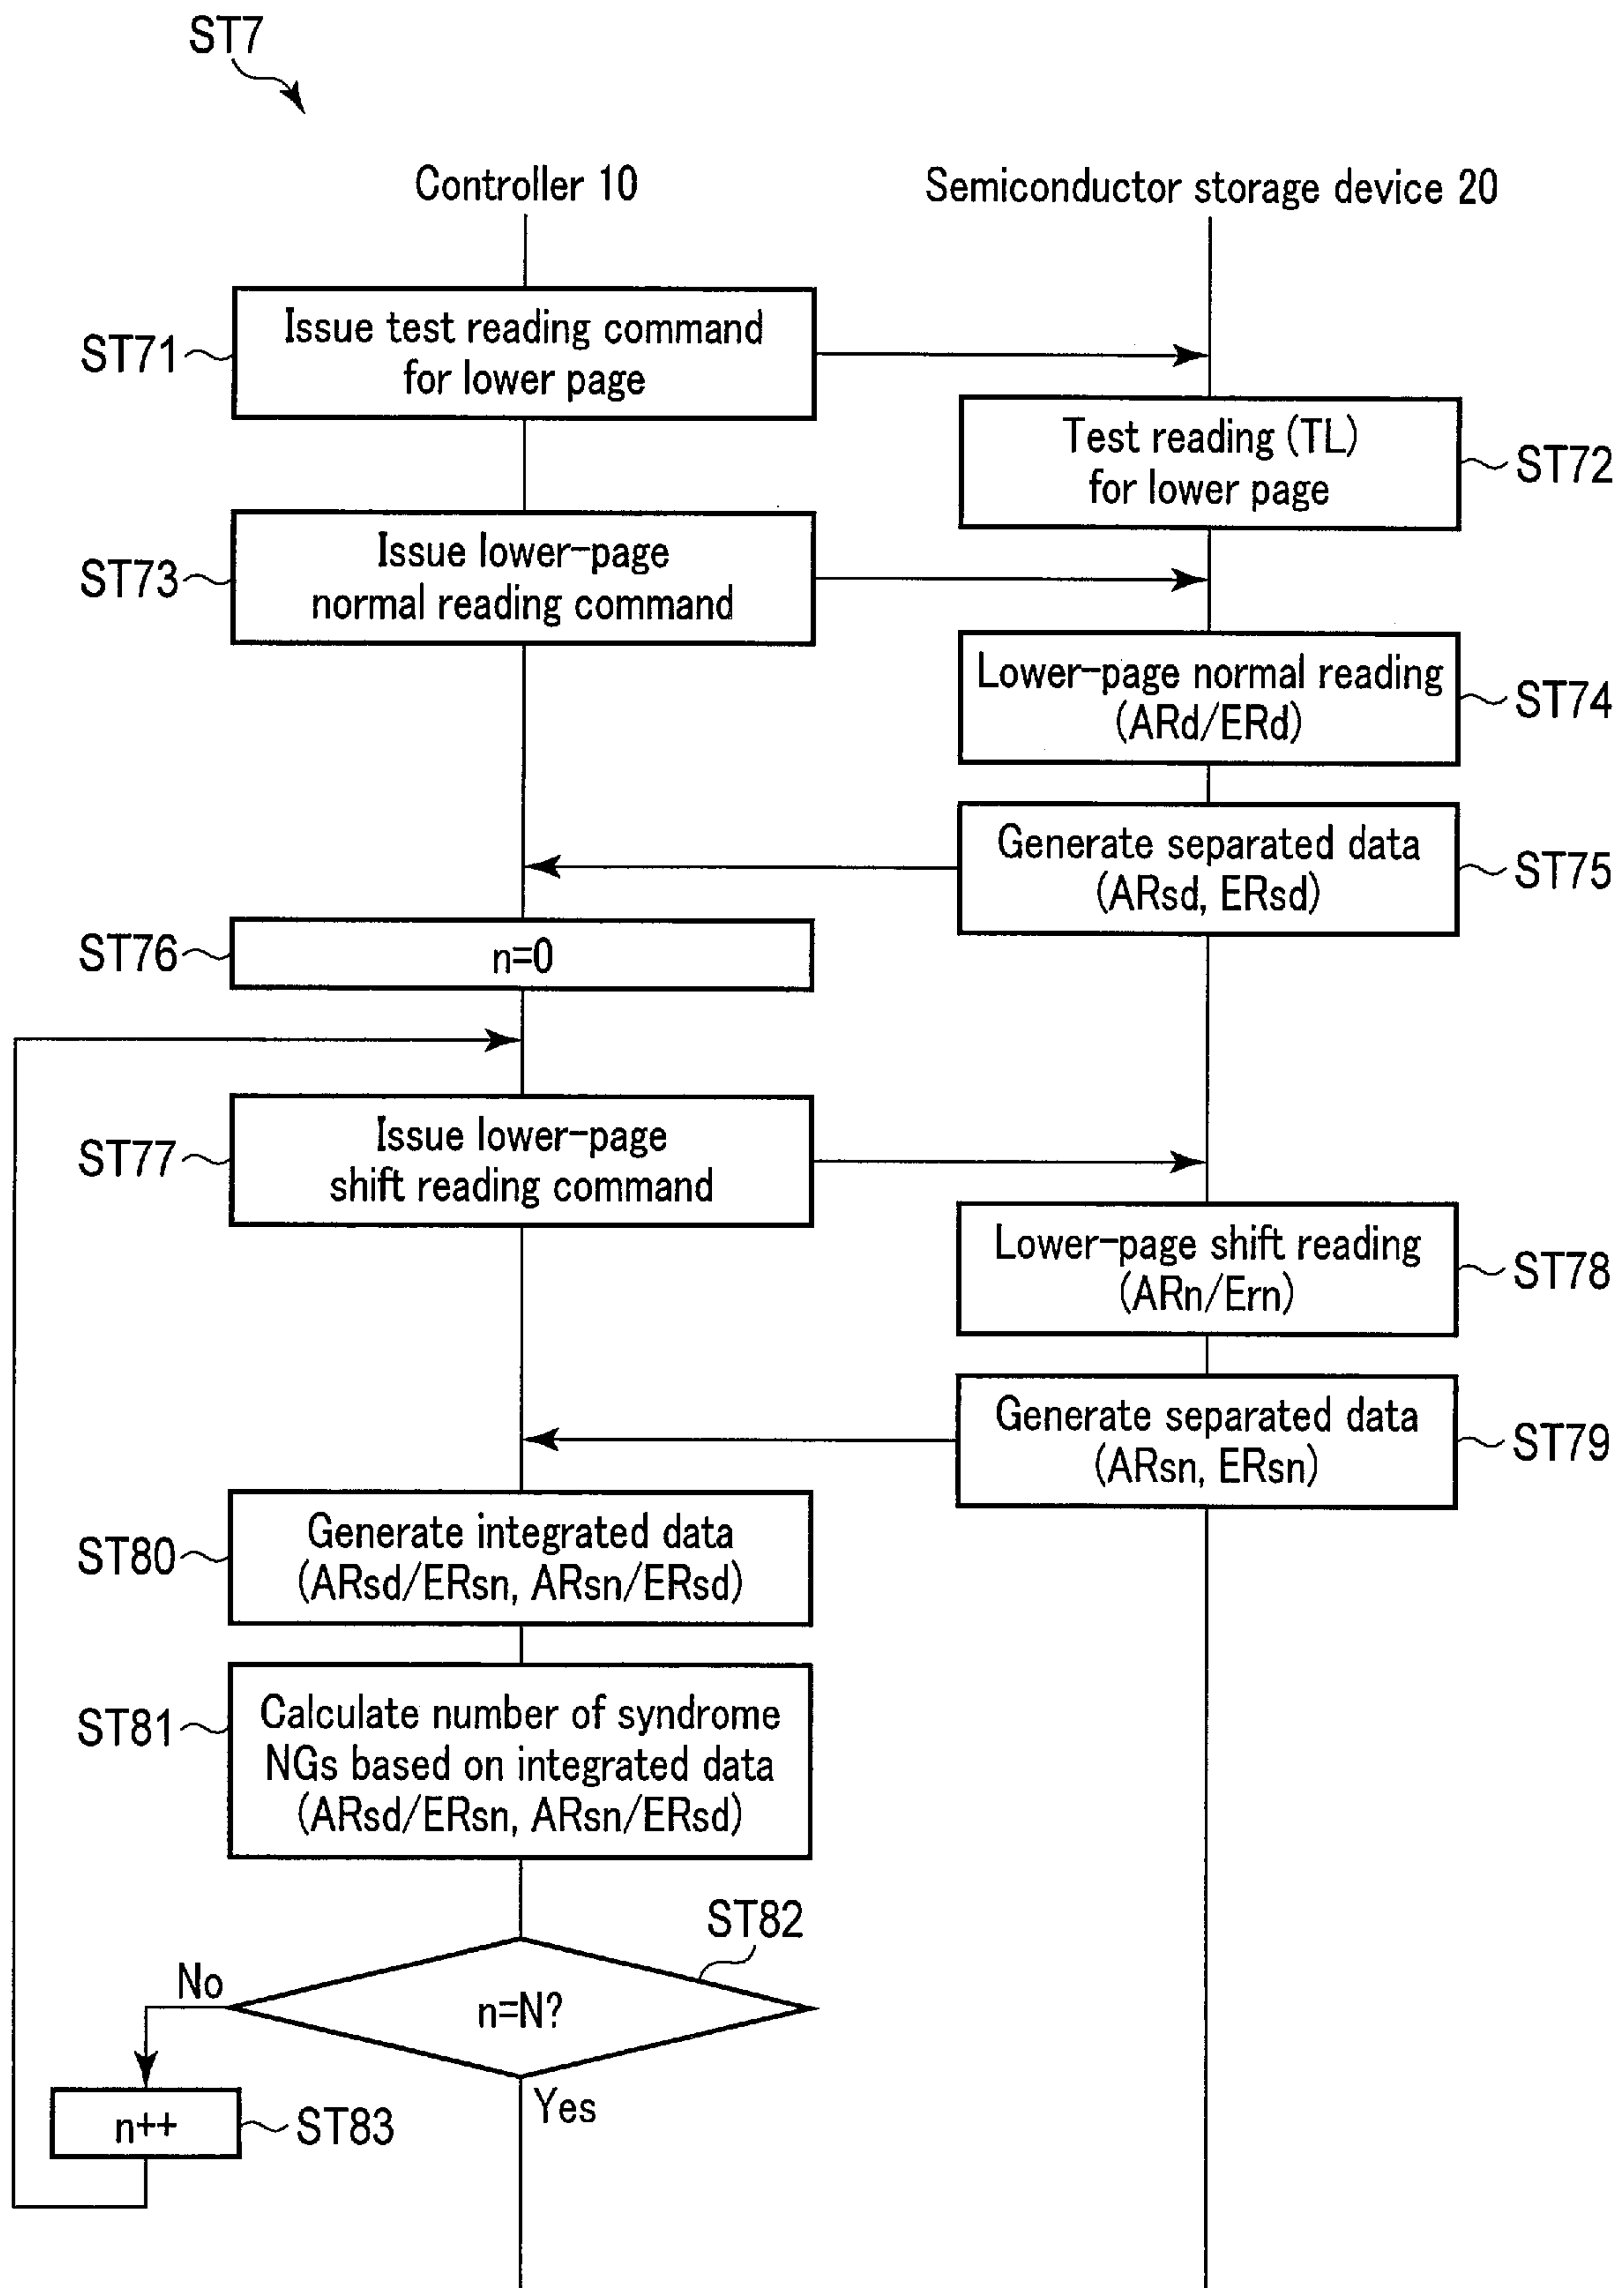 ST7
Controller 10
Semiconductor storage device 20
ST71
Issue test reading command
for lower page
Test reading (TL)
for lower page
ST72
ST73
Issue lower-page
normal reading command
Lower-page normal reading
(ARd/ERd)
ST74
Generate separated data
(ARsd, ERsd)
ST75
ST76
n=0
ST77
Issue lower-page
shift reading command
Lower-page shift reading
(ARn/Ern)
ST78
Generate separated data
(ARsn, ERsn)
ST79
ST80
Generate integrated data
(ARsd/ERsn, ARsn/ERsd)
ST81
Calculate number of syndrome
NGs based on integrated data
(ARsd/ERsn, ARsn/ERsd)
ST82
No
n=N?
Yes
n++
ST83